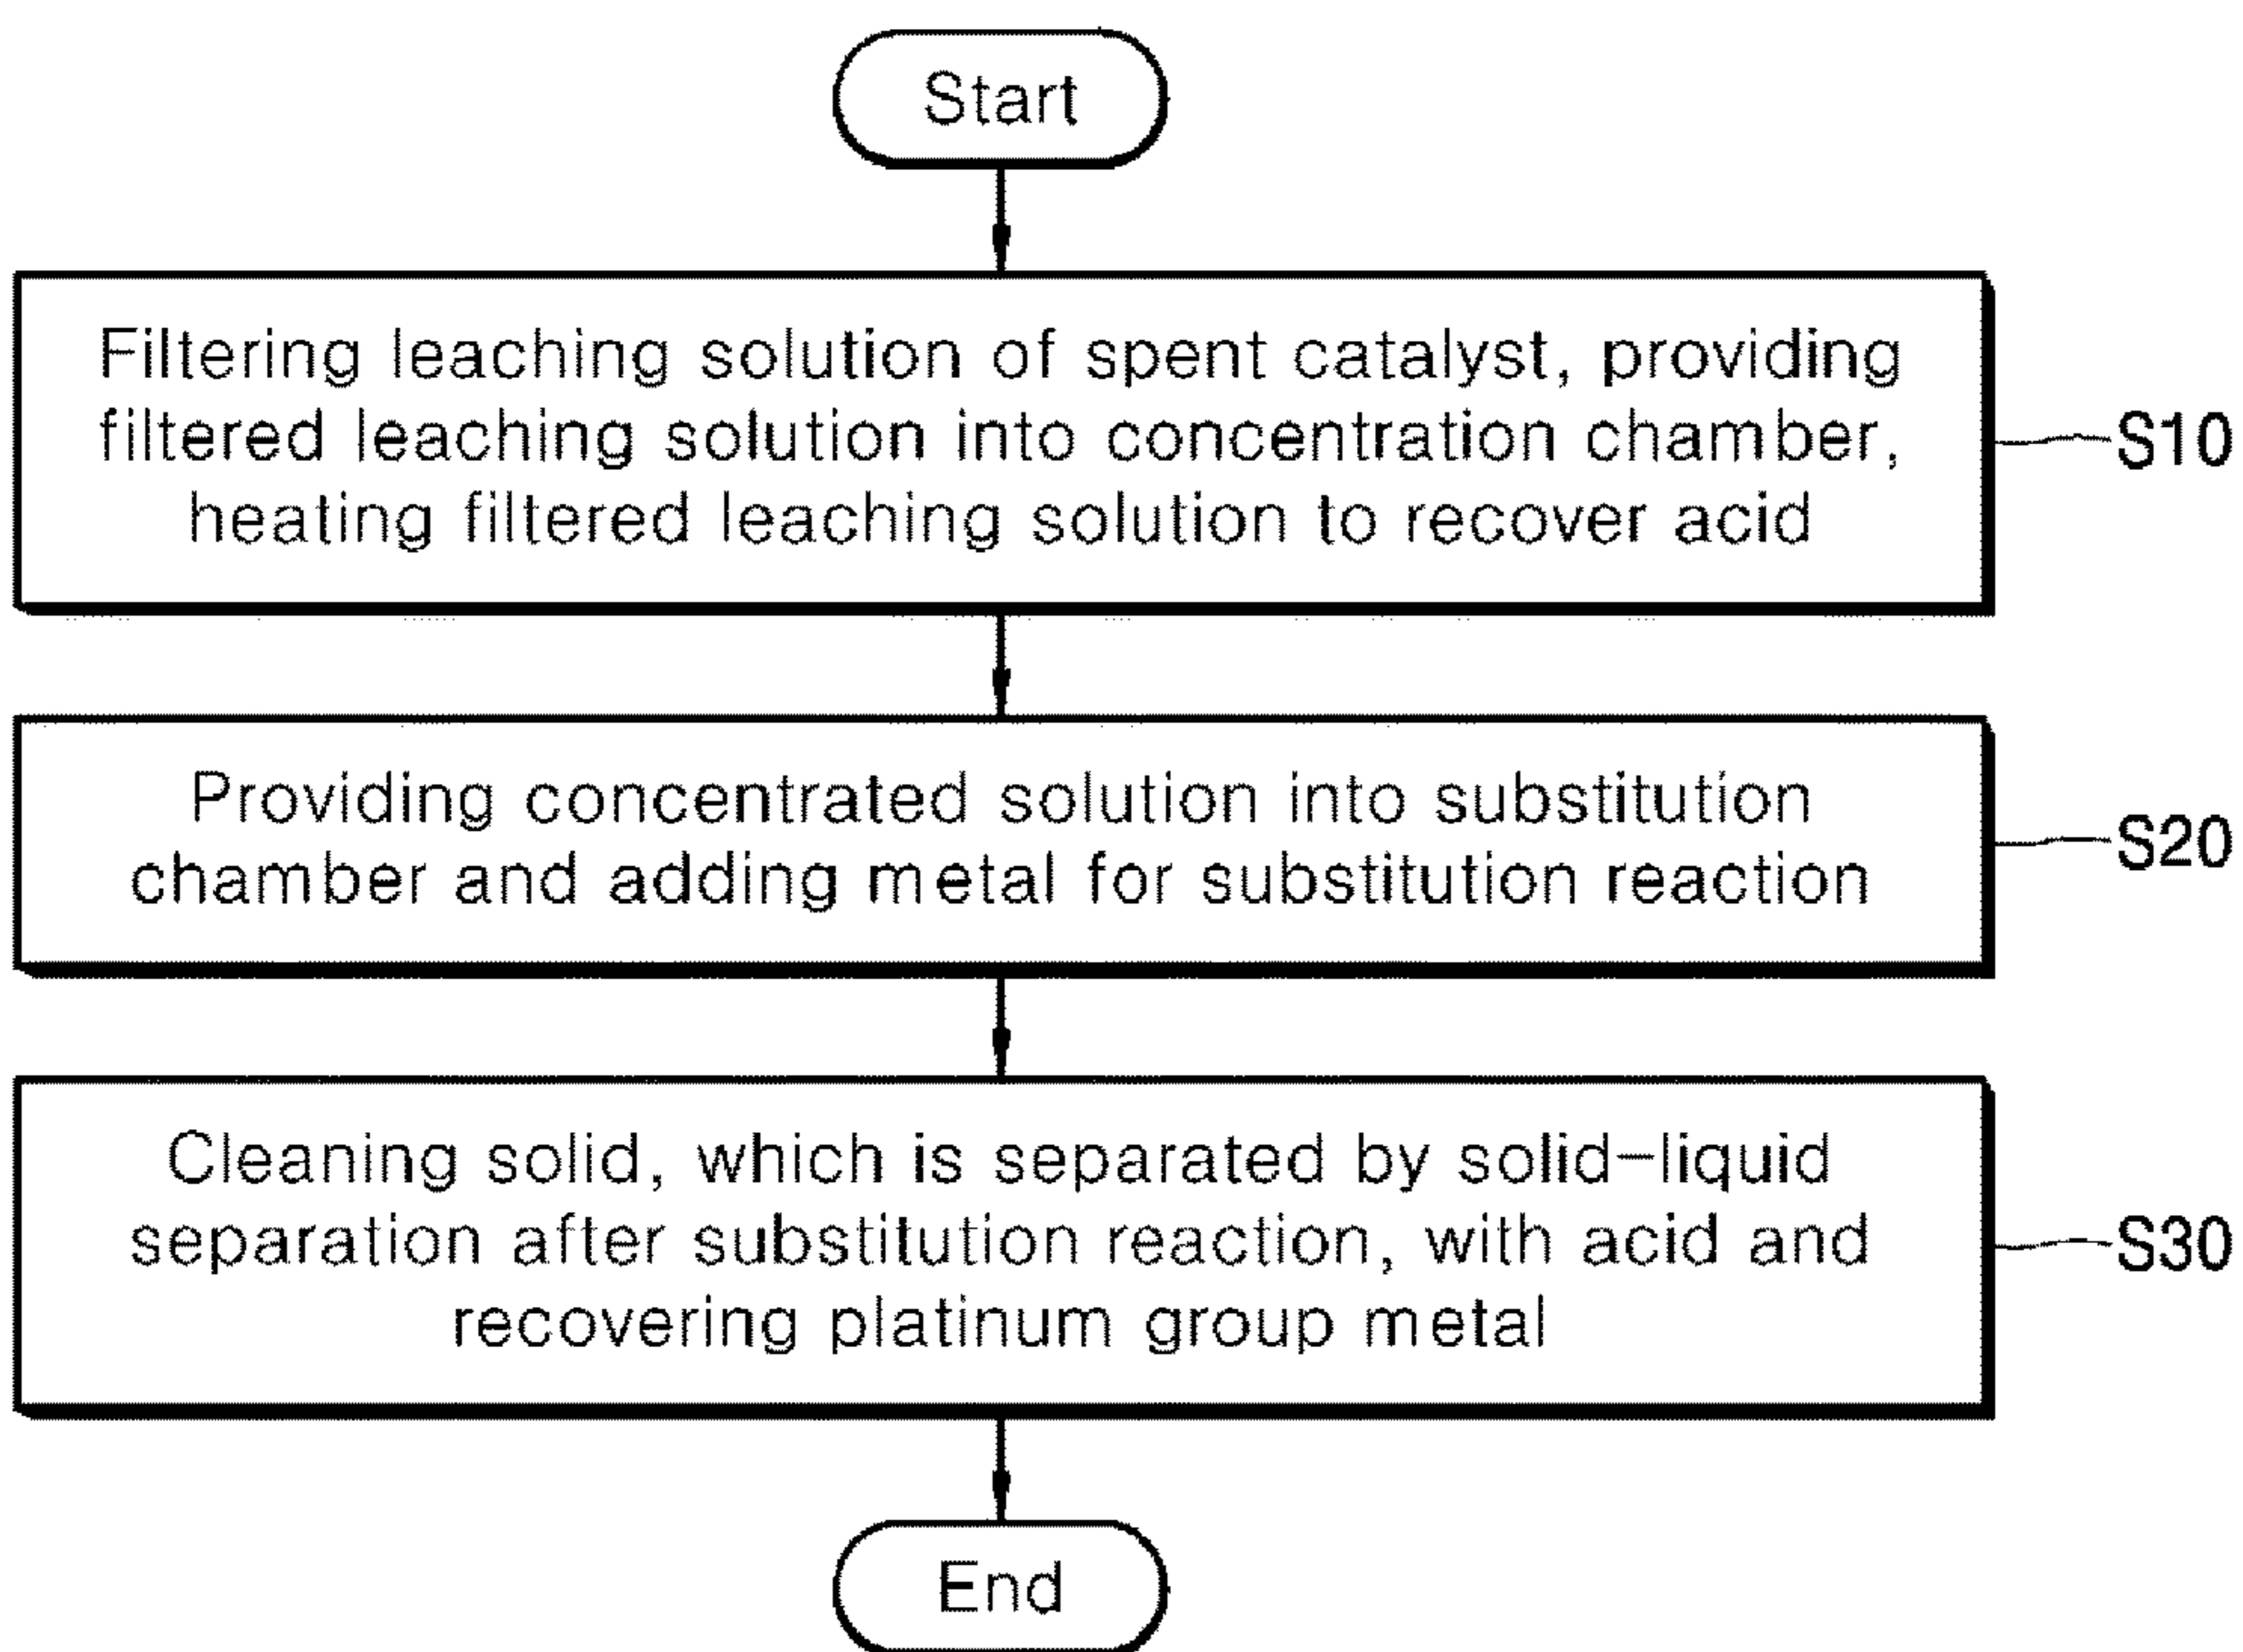 Start
Filtering leaching solution of spent catalyst, providing
filtered leaching solution into concentration chamber,
heating filtered leaching solution to recover acid
S10
Providing concentrated solution into substitution
chamber and adding metal for substitution reaction
S20
Cleaning solid, which is separated by solid-liquid
separation after substitution reaction, with acid and
recovering platinum group metal
S30
End